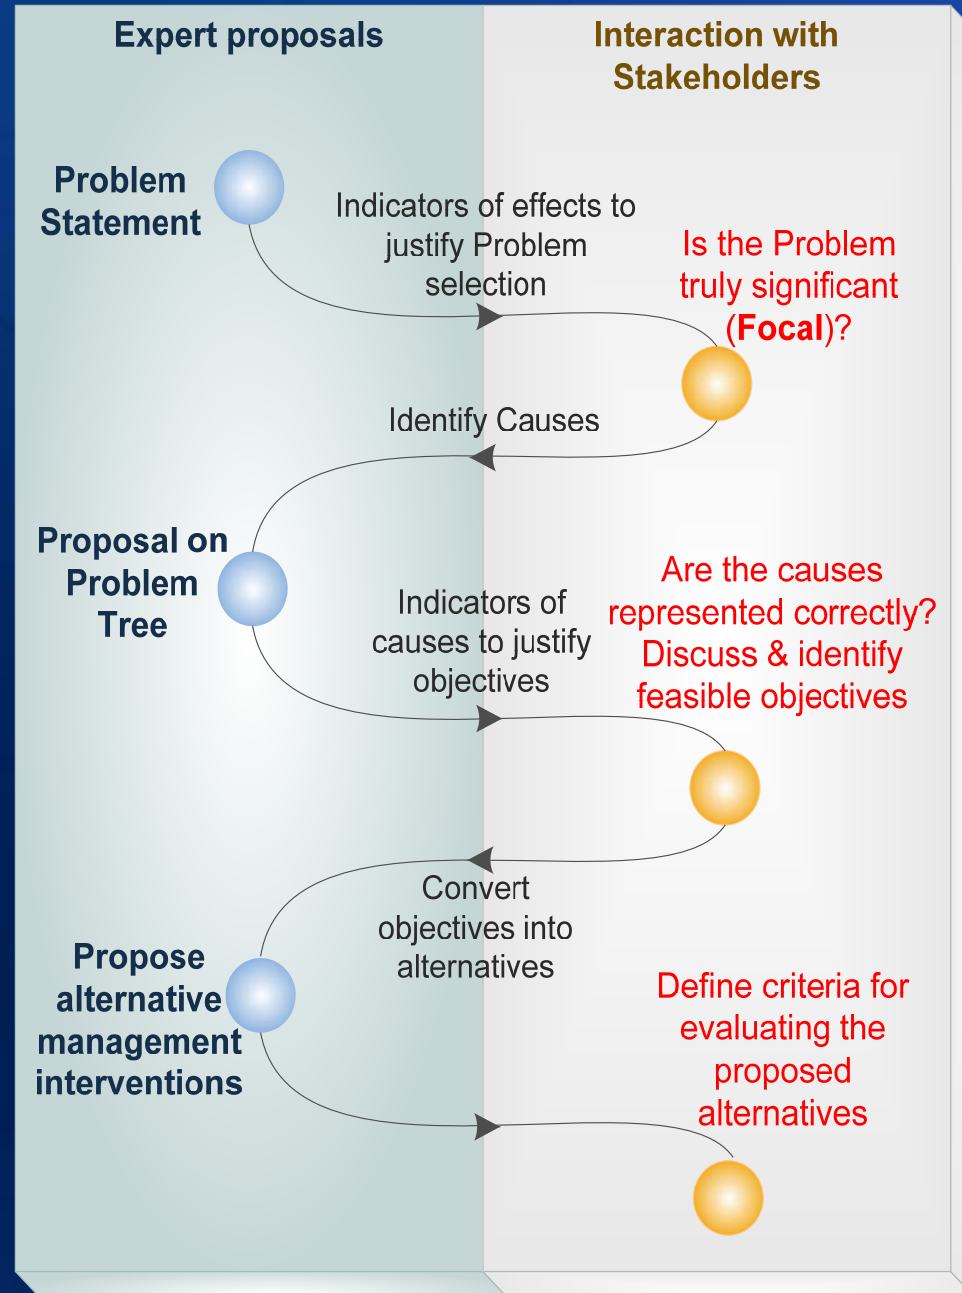 Expert proposals
Interaction with
Stakeholders
Problem
Statement
Indicators of effects to
justify Problem
selection
Is the Problem
truly significant
(Focal)?
Identify Causes
Proposal on
Problem
Tree
Indicators of
causes to justify
objectives
Are the causes
represented correctly?
Discuss & identify
feasible objectives
Convert
objectives into
alternatives
Propose
alternative
management
interventions
Define criteria for
evaluating the
proposed
alternatives